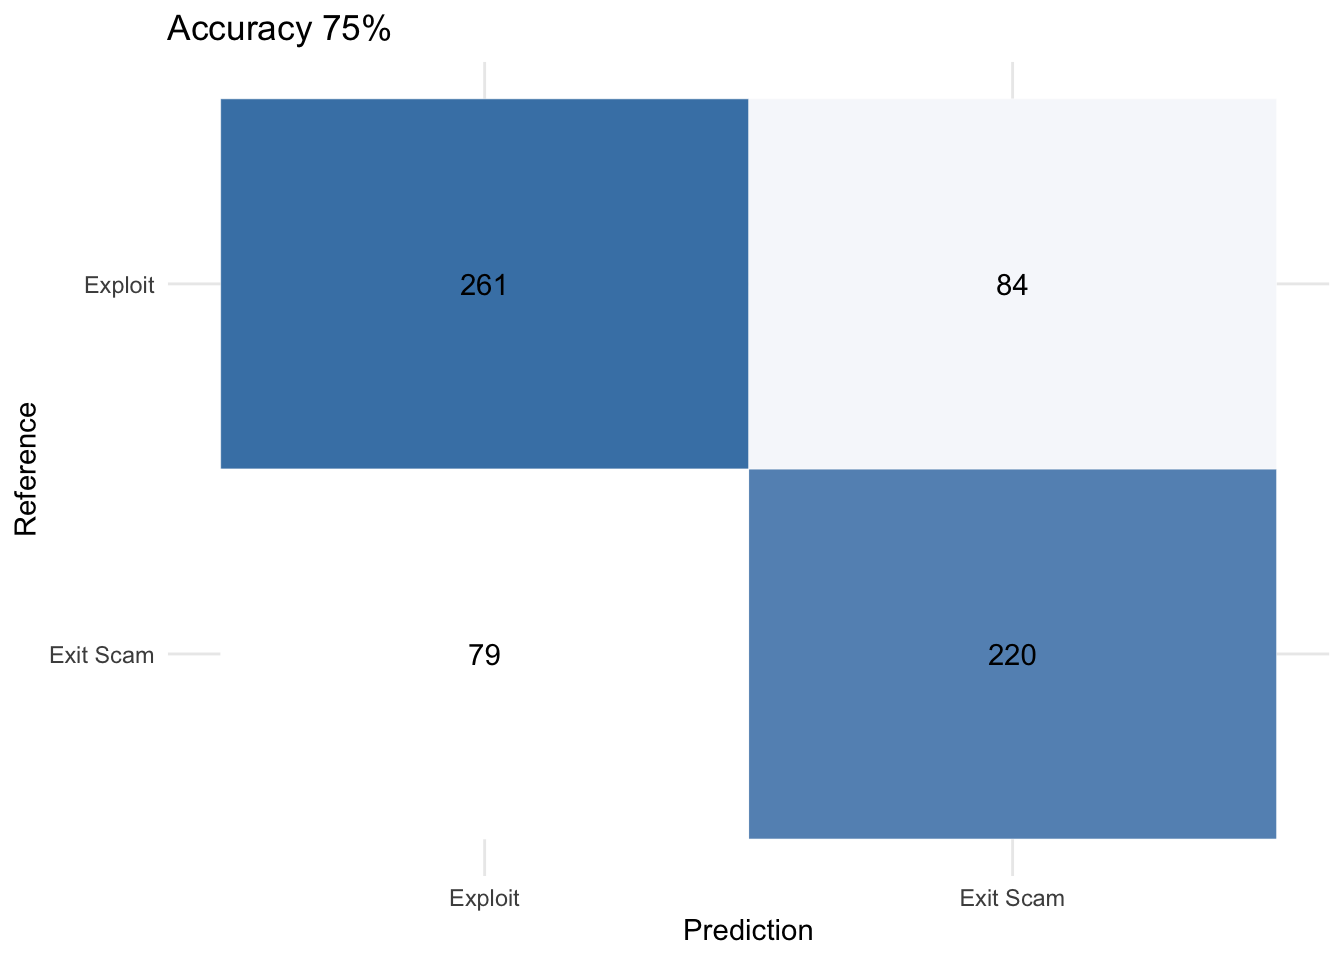 Accuracy 75%
Exploit
261
84
Reference
Exit Scam
79
220
Exploit
Exit Scam
Prediction